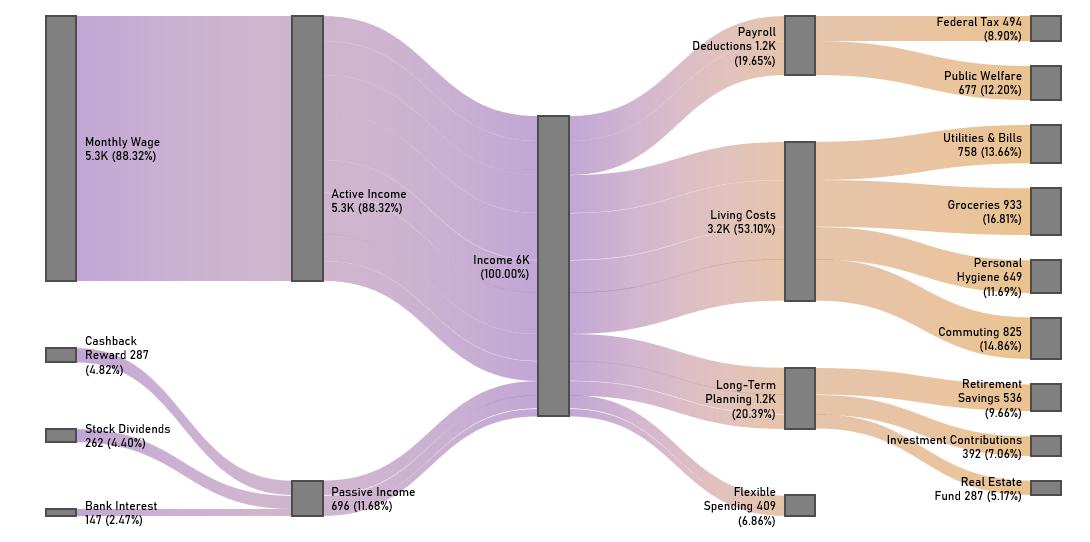 Monthly Wage
5.3K (88.32%)
Cashback
Reward 287
(4.82%)
Stock Dividends
262 (4.40%)
Bank Interest
147 (2.47%)
Active Income
5.3K (88.32%)
Passive Income
696 (11.68%)
Income 6K
(100.00%)
Payroll
Deductions 1.2K
(19.65%)
Living Costs
3.2K (53.10%)
Long-Term
Planning 1.2K
(20.39%)
Flexible
Spending 409
(6.86%)
Federal Tax 494
(8.90%)
Public Welfare
677 (12.20%)
Utilities & Bills
758 (13.66%)
Groceries 933
(16.81%)
Personal
Hygiene 649
(11.69%)
Commuting 825
(14.86%)
Retirement
Savings 536
(9.66%)
Investment Contributions
392 (7.06%)
Real Estate
Fund 287 (5.17%)